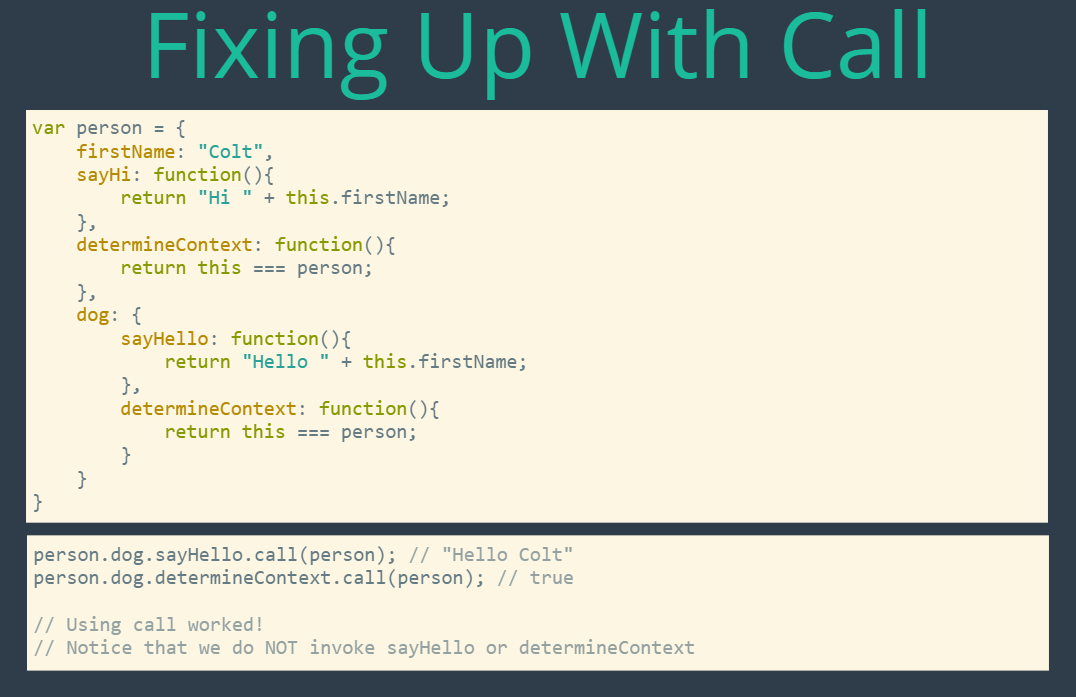 Fixing Up With Call
var person = {
    firstName: "Colt",
    sayHi: function(){
        return "Hi " + this.firstName;
    },
    determineContext: function(){
        return this === person;
    },
    dog: {
        sayHello: function(){
            return "Hello " + this.firstName;
        },
        determineContext: function(){
            return this === person;
        }
    }
}
person.dog.sayHello.call(person); // "Hello Colt"
person.dog.determineContext.call(person); // true
// Using call worked!
// Notice that we do NOT invoke sayHello or determineContext